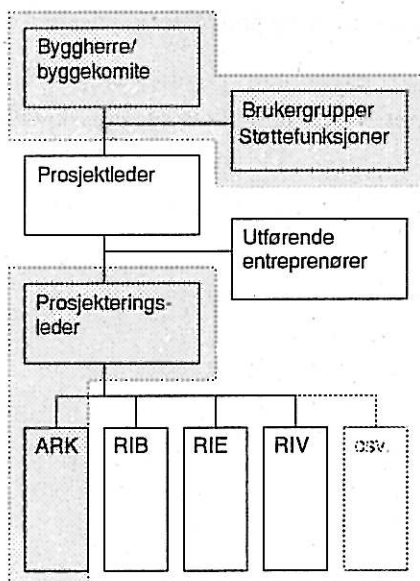 Byggherre/
byggekomite
Brukergrupper
Støttefunksjoner
Prosjektleder
Utførende
entreprenører
Prosjekterings-
leder
ARK
RIB
RIE
RIV
osv.